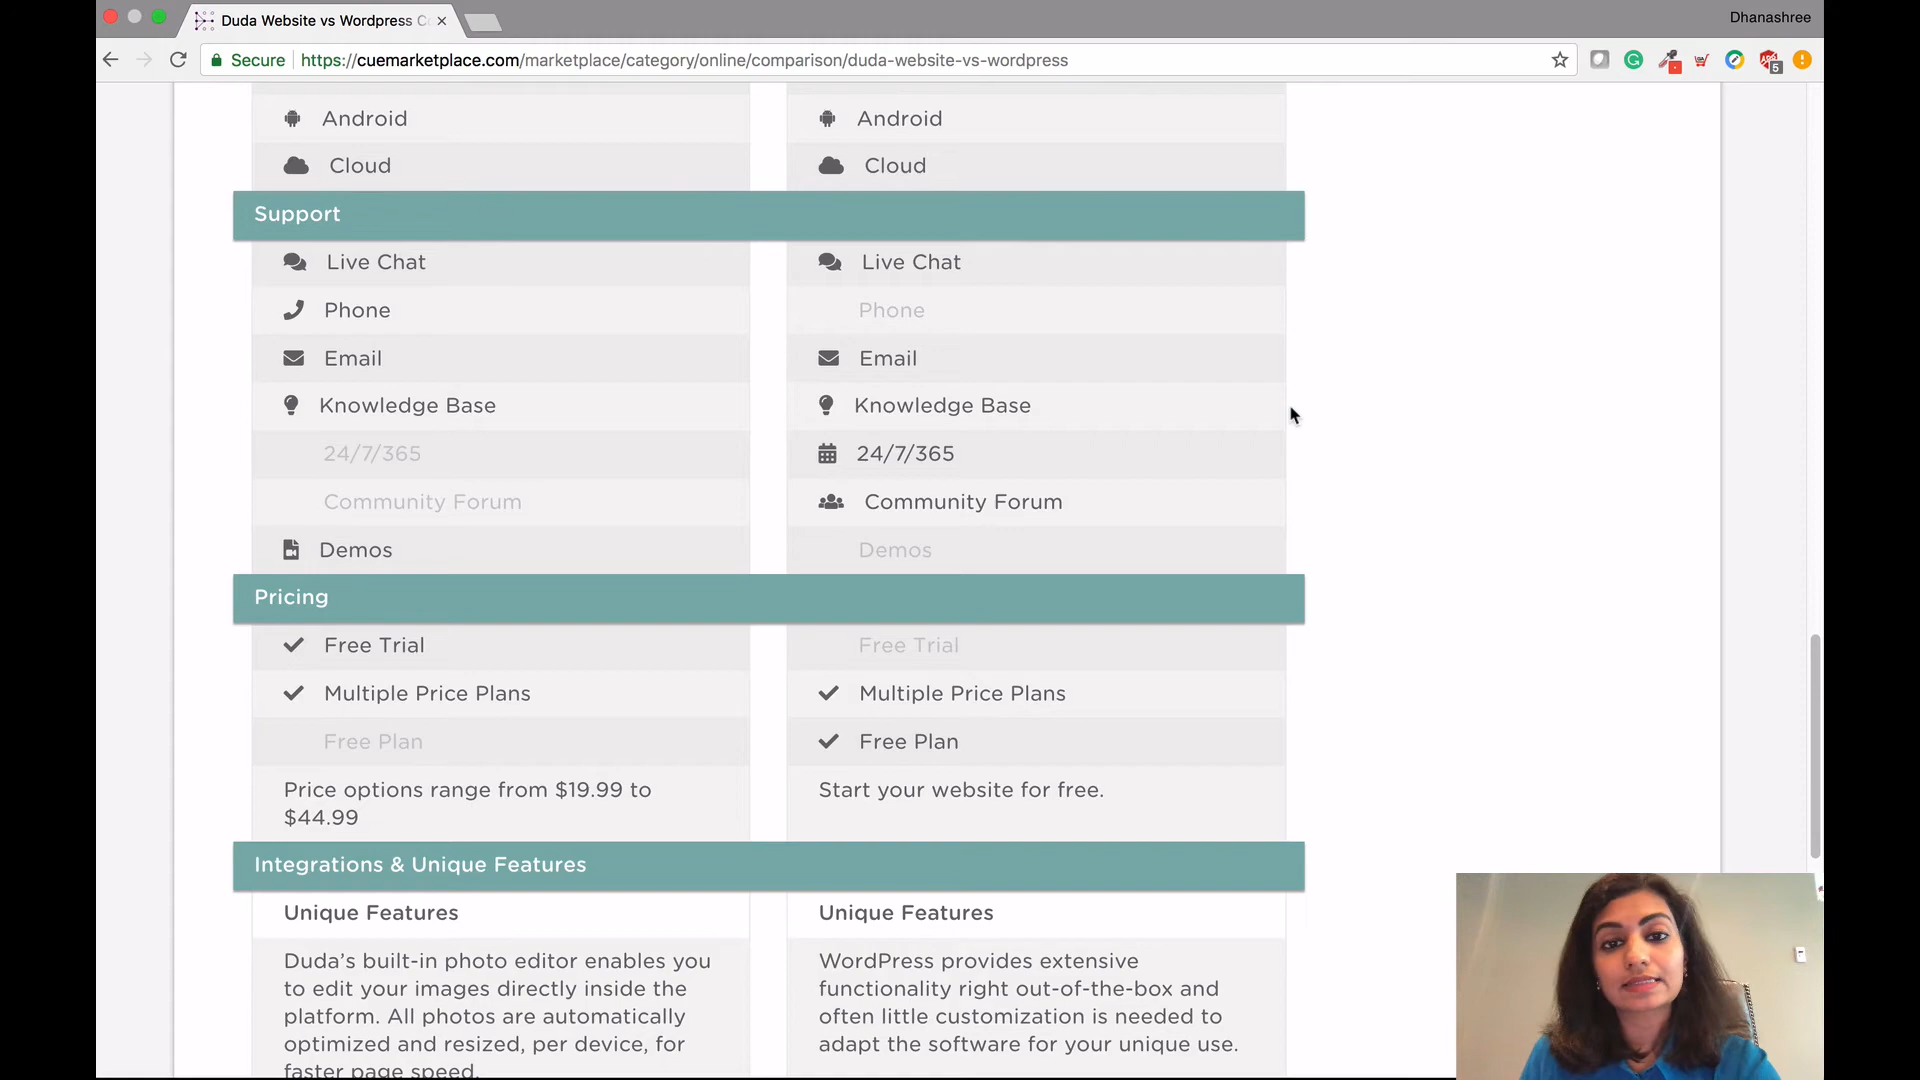 Duda Website vs Wordpress C
Dhanashree
Secure https://cuemarketplace.com/marketplace/category/online/comparison/duda-website-vs-wordpress
5
Android
Cloud
Android
Cloud
Support
Live Chat
Phone
Email
Knowledge Base
24/7/365
Community Forum
Demos
Live Chat
Phone
Email
Knowledge Base
24/7/365
Community Forum
Demos
Pricing
Free Trial
Multiple Price Plans
Free Plan
Price options range from $19.99 to
$44.99
Free Trial
Multiple Price Plans
Free Plan
Start your website for free.
Integrations & Unique Features
Unique Features
Duda's built-in photo editor enables you
to edit your images directly inside the
platform. All photos are automatically
optimized and resized, per device, for
faster page speed.
Unique Features
WordPress provides extensive
functionality right out-of-the-box and
often little customization is needed to
adapt the software for your unique use.